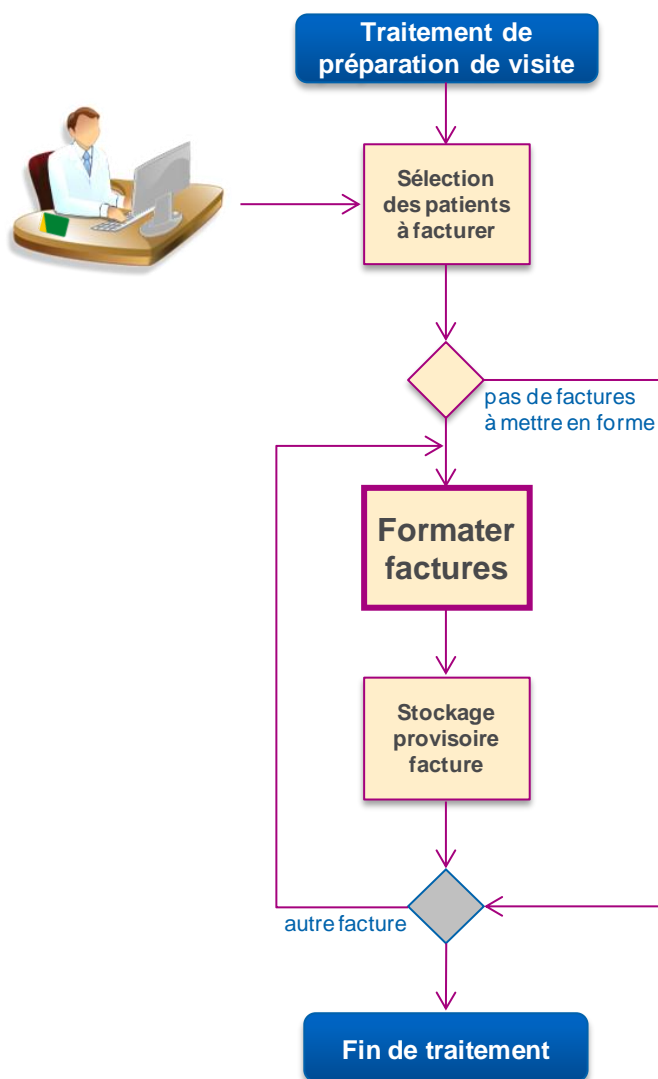 Traitement de
préparation de visite
Sélection
des patients
à facturer
pas de factures
à mettre en forme
Formater
factures
Stockage
provisoire
facture
autre facture
Fin de traitement